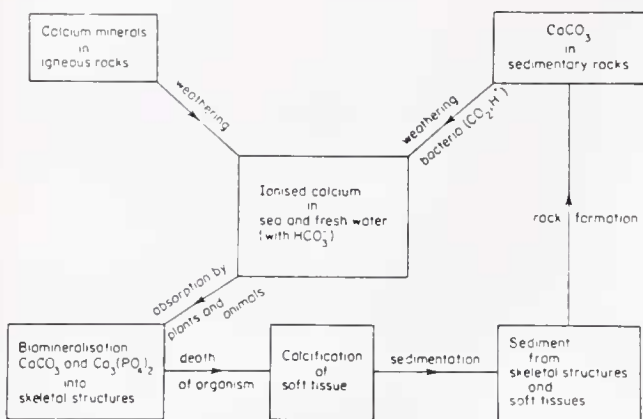 Calcium minerals
in
igneous rocks
CaCO₃
in
sedimentary rocks
weathering
weathering
bacteria (CO₂,H⁺)
Ionised calcium
in
sea and fresh water
(with HCO₃⁻)
rock formation
absorption by
plants and animals
Biomineralisation
CaCO₃ and Ca₃(PO₄)₂
into
skeletal structures
death
of organism
Calcification
of
soft tissue
sedimentation
Sediment
from
skeletal structures
and
soft tissues